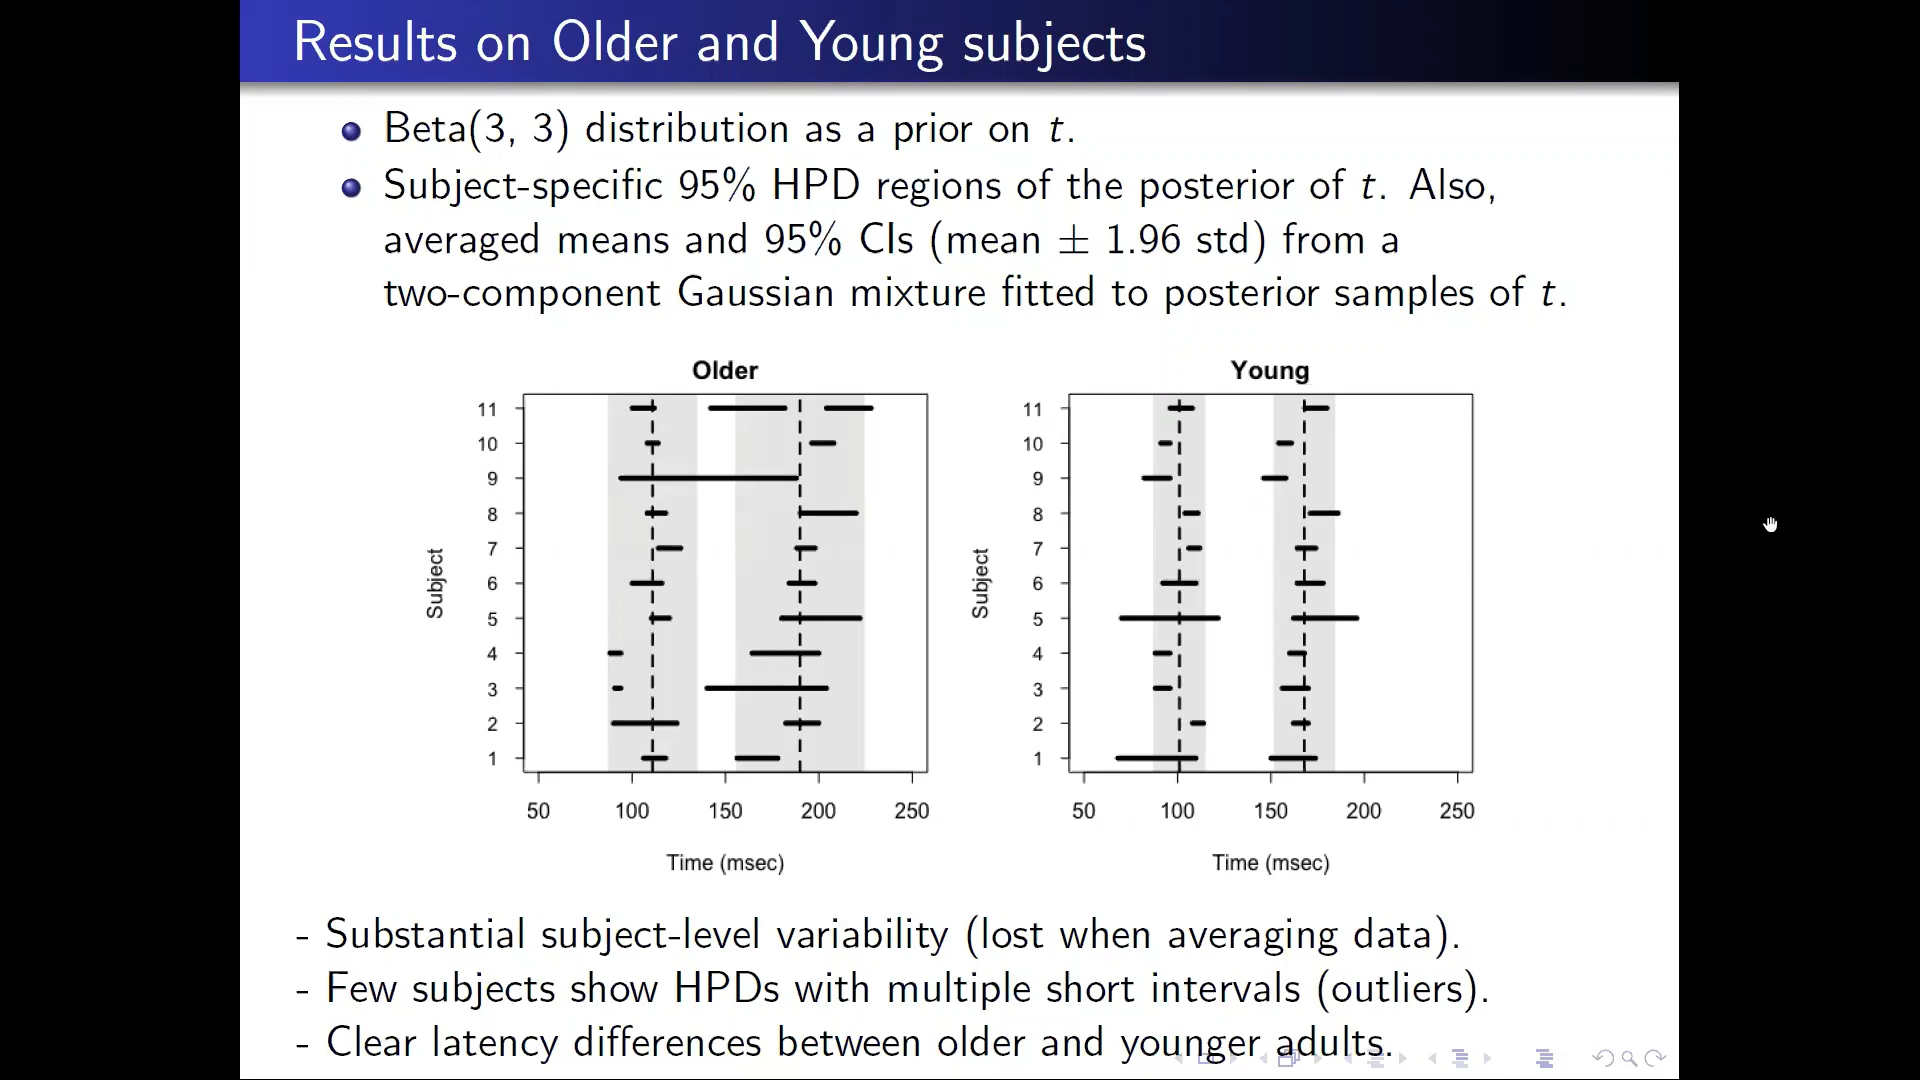 Results on Older and Young subjects
Beta(3, 3) distribution as a prior on t.
Subject-specific 95% HPD regions of the posterior of t. Also,
averaged means and 95% CIs (mean ± 1.96 std) from a
two-component Gaussian mixture fitted to posterior samples of t.
Older
Subject
11
10
9
8
7
6
5
4
3
2
1
50 100 150 200 250
Time (msec)
Young
Subject
11
10
9
8
7
6
5
4
3
2
1
50 100 150 200 250
Time (msec)
- Substantial subject-level variability (lost when averaging data).
- Few subjects show HPDs with multiple short intervals (outliers).
- Clear latency differences between older and younger adults.